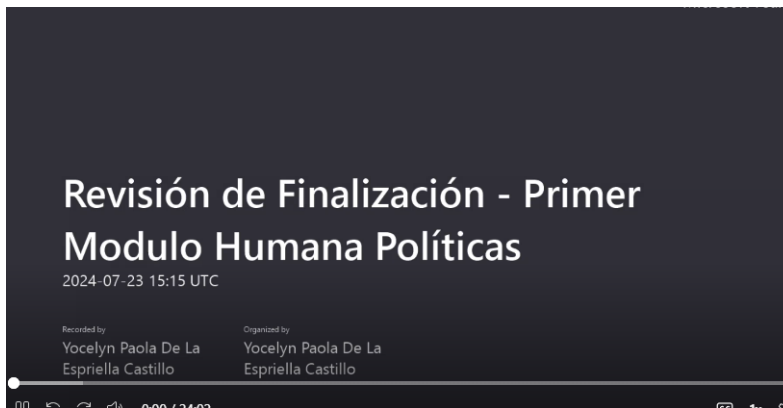 Revisión de Finalización - Primer
Modulo Humana Políticas
2024-07-23 15:15 UTC
Recorded by
Organized by
Yocelyn Paola De La
Espriella Castillo
Yocelyn Paola De La
Espriella Castillo